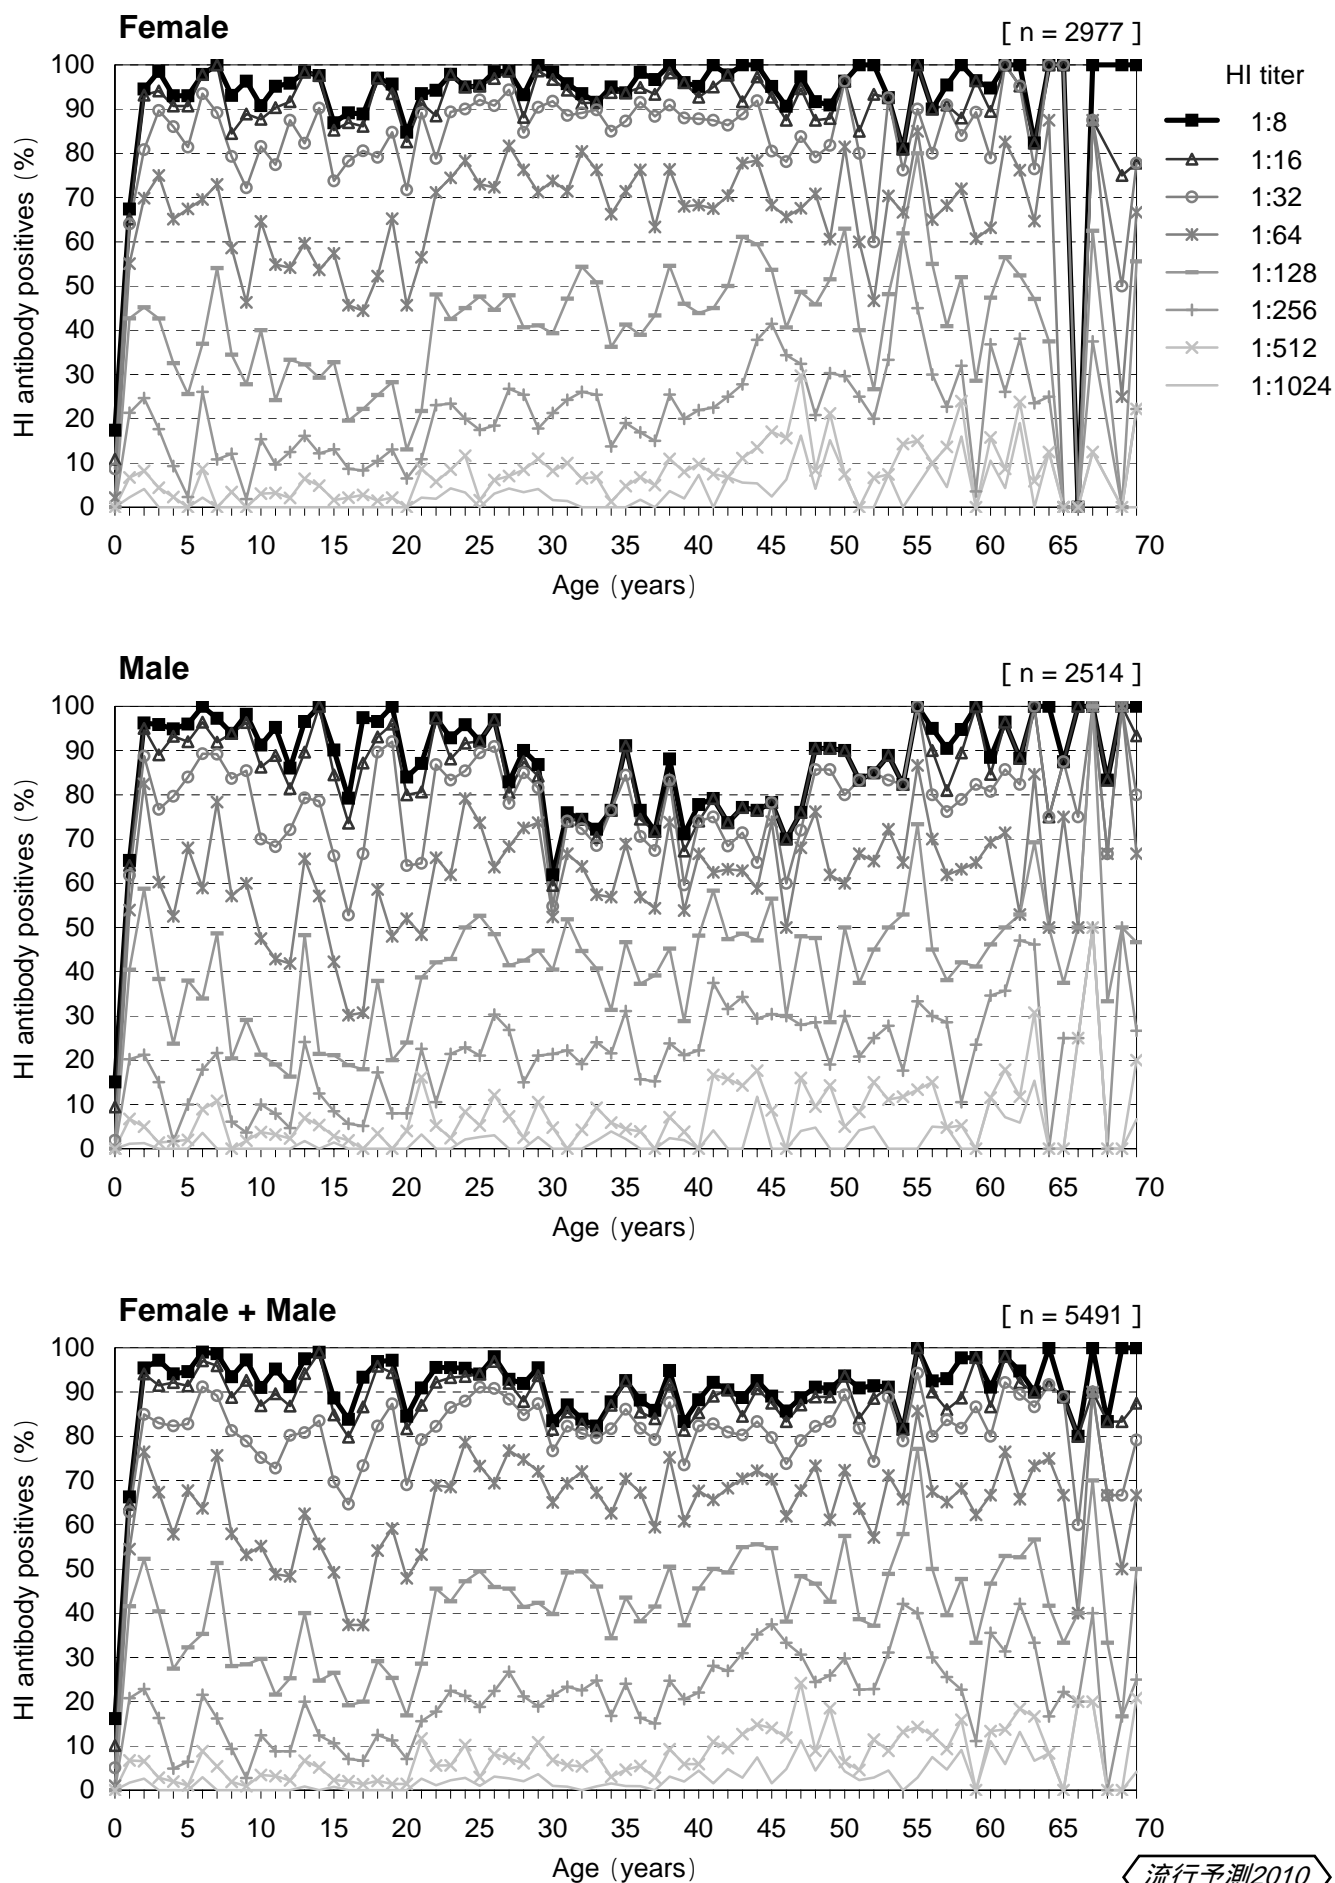 Female
[ n = 2977 ]
HI titer
1:8
1:16
1:32
1:64
1:128
1:256
1:512
1:1024
HI antibody positives (%)
100
90
80
70
60
50
40
30
20
10
0
0 5 10 15 20 25 30 35 40 45 50 55 60 65 70
Age (years)
Male
[ n = 2514 ]
HI antibody positives (%)
100
90
80
70
60
50
40
30
20
10
0
0 5 10 15 20 25 30 35 40 45 50 55 60 65 70
Age (years)
Female + Male
[ n = 5491 ]
HI antibody positives (%)
100
90
80
70
60
50
40
30
20
10
0
0 5 10 15 20 25 30 35 40 45 50 55 60 65 70
Age (years)
流行予測2010